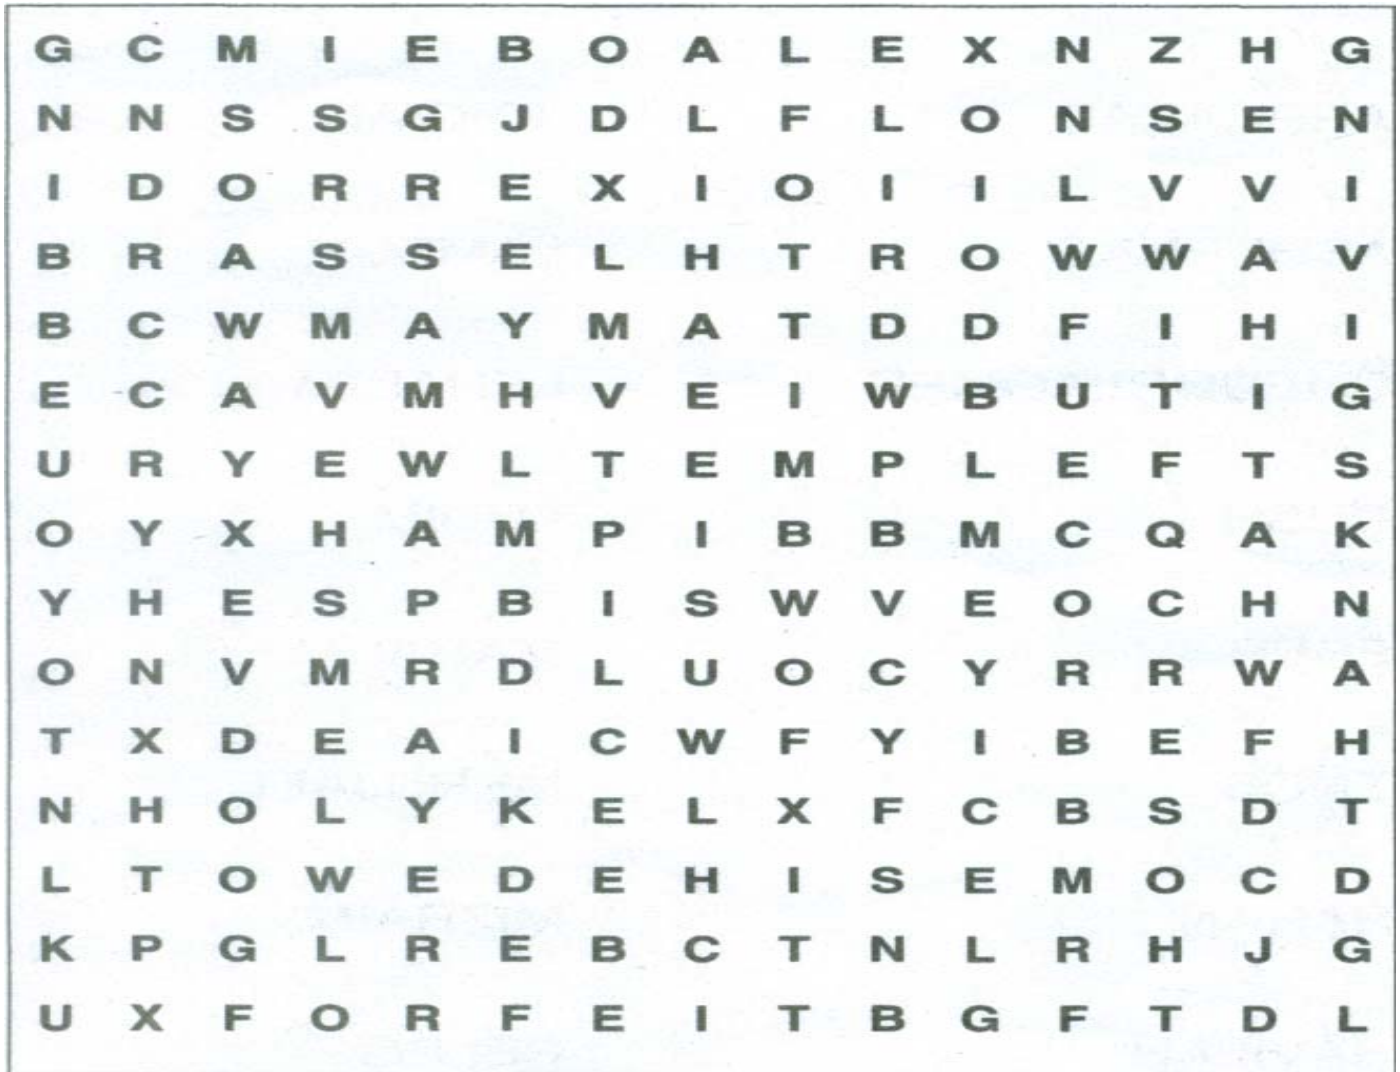 G C M I E B O A L E X N Z H G
N N S S G J D L F L O N S E N
I D O R R E X I O I I L V V I
B R A S S E L H T R O W W A V
B C W M A Y M A T D D F I H I
E C A V M H V E I W B U T I G
U R Y E W L T E M P L E F T S
O Y X H A M P I B B M C Q A K
Y H E S P B I S W V E O C H N
O N V M R D L U O C Y R R W A
T X D E A I C W F Y I B E F H
N H O L Y K E L X F C B S D T
L T O W E D E H I S E M O C D
K P G L R E B C T N L R H J G
U X F O R F E I T B G F T D L